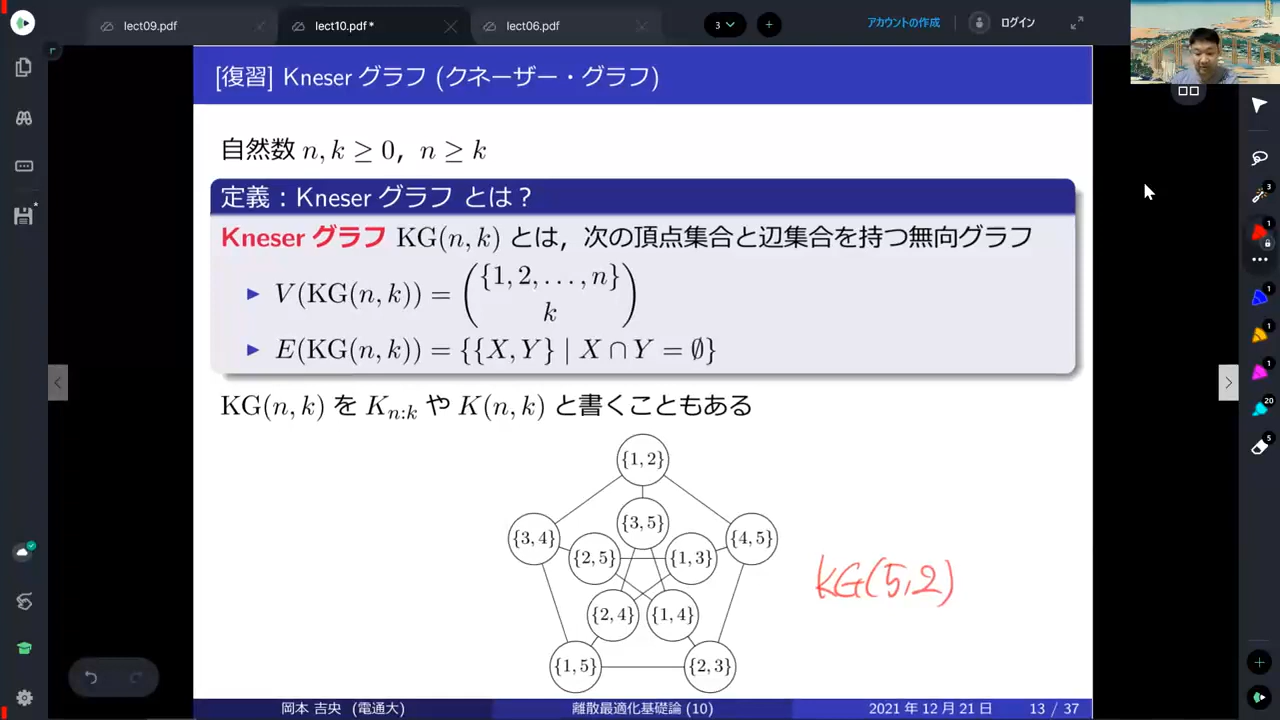 lect09.pdf
lect10.pdf *
lect06.pdf
3
アカウントの作成
ログイン
[復習] Kneser グラフ (クネーザー・グラフ)
自然数 n, k ≥ 0，n ≥ k
定義：Kneser グラフ とは？
Kneser グラフ KG(n, k) とは，次の頂点集合と辺集合を持つ無向グラフ
V(KG(n, k)) = ({1, 2, . . . , n} k)
E(KG(n, k)) = {{X, Y} | X ∩ Y = ∅}
KG(n, k) を K_{n:k} や K(n, k) と書くこともある
{1, 2}
{3, 5}
{3, 4}
{4, 5}
{2, 5}
{1, 3}
{2, 4}
{1, 4}
{1, 5}
{2, 3}
KG(5,2)
岡本 吉央 (電通大)
離散最適化基礎論 (10)
2021 年 12 月 21 日
13 / 37
3
1
1
1
1
20
5